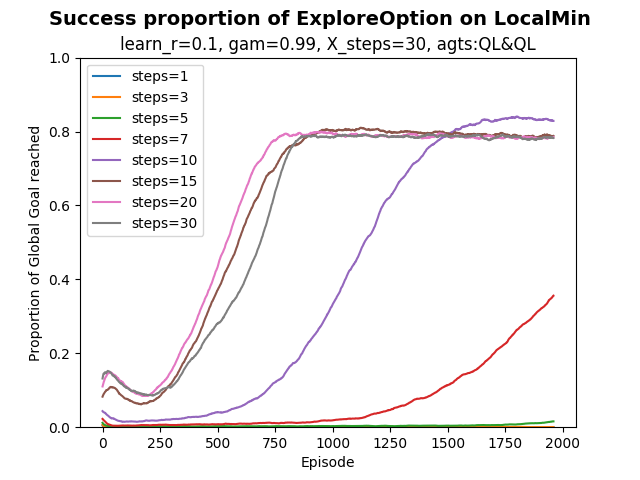 Success proportion of ExploreOption on LocalMin
learn_r=0.1, gam=0.99, X_steps=30, agts:QL&QL
Proportion of Global Goal reached
1.0
0.8
0.6
0.4
0.2
0.0
steps=1
steps=3
steps=5
steps=7
steps=10
steps=15
steps=20
steps=30
0 250 500 750 1000 1250 1500 1750 2000
Episode